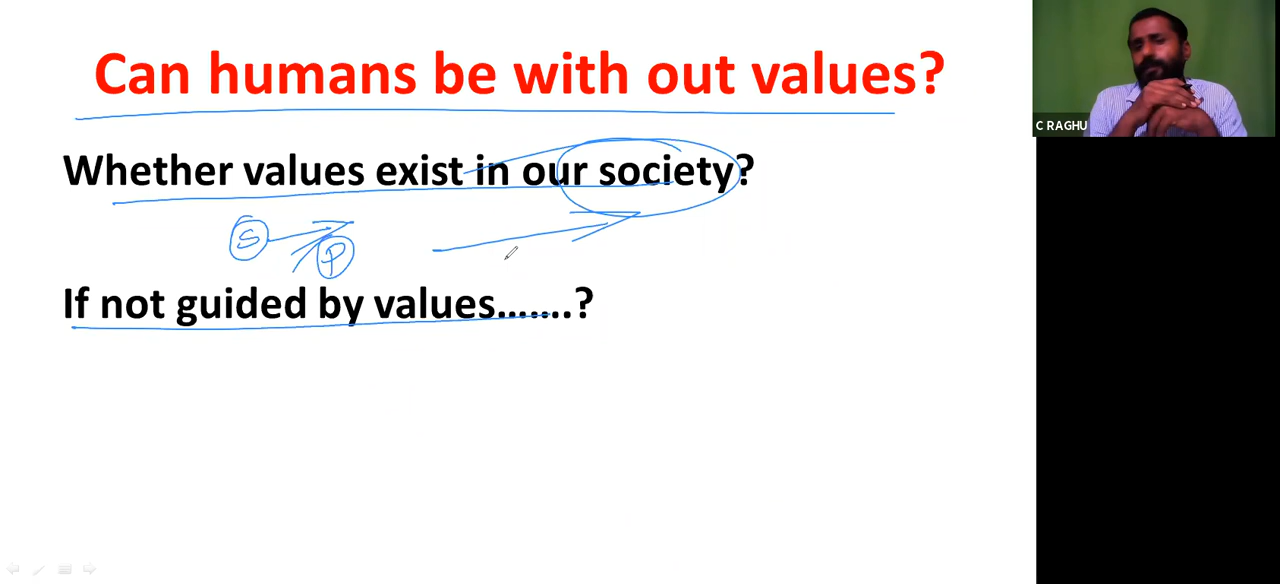 Can humans be with out values?
C RAGHU
Whether values exist in our society?
S P
If not guided by values.......?